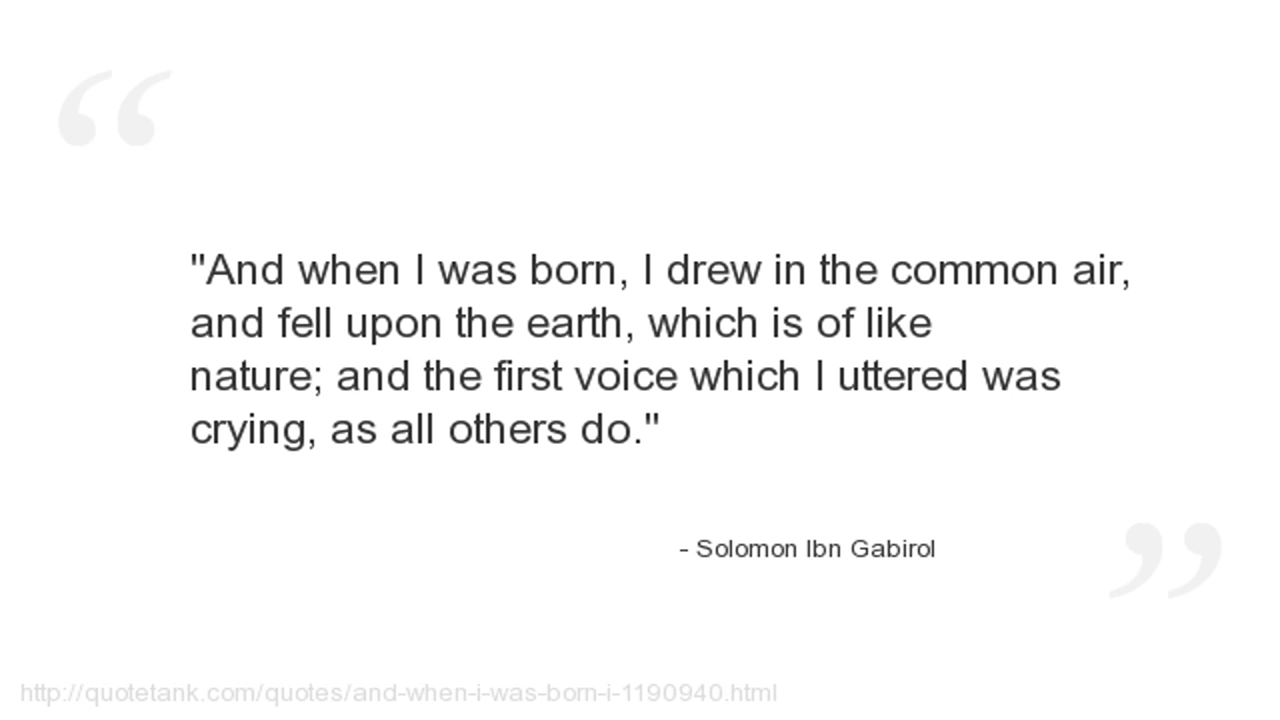 "And when I was born, I drew in the common air,
and fell upon the earth, which is of like
nature; and the first voice which I uttered was
crying, as all others do."
- Solomon Ibn Gabirol
http://quotetank.com/quotes/and-when-i-was-born-i-1190940.html